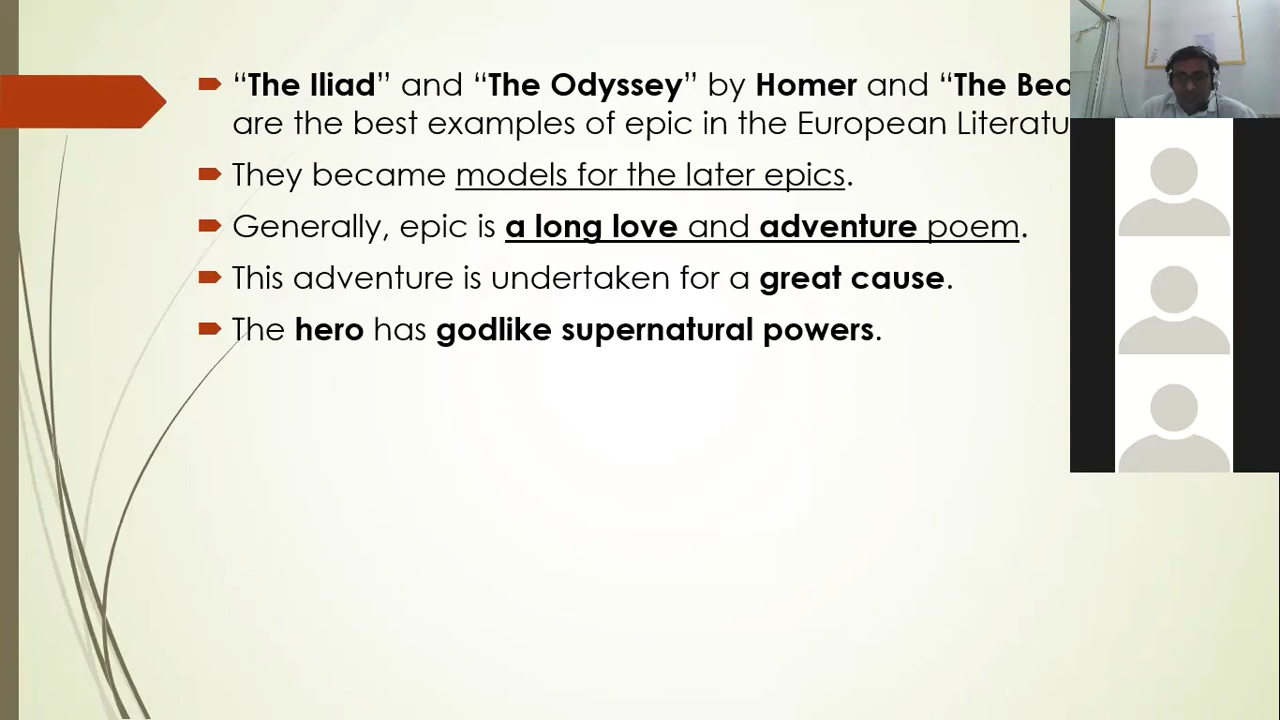 “The Iliad” and “The Odyssey” by Homer and “The
are the best examples of epic in the European
They became models for the later epics.
Generally, epic is a long love and adventure poem.
This adventure is undertaken for a great cause.
The hero has godlike supernatural powers.